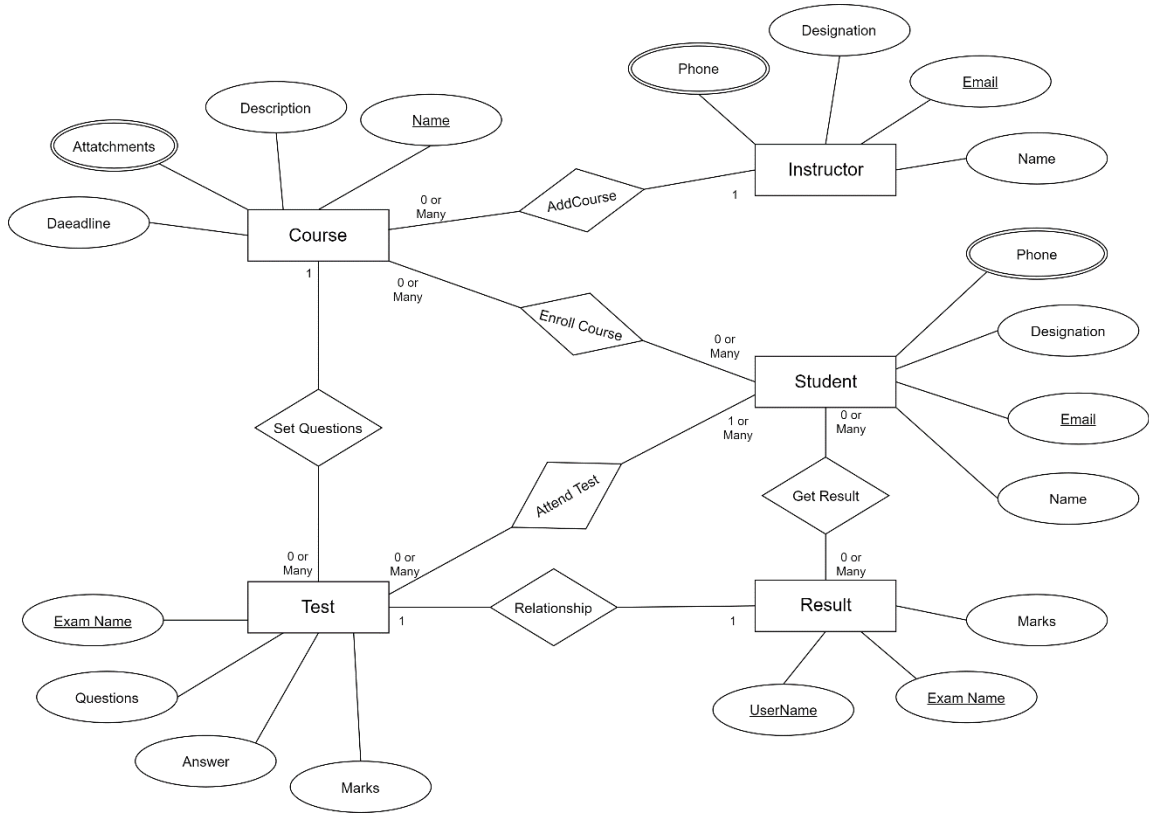 Designation
Phone
Email
Description
Name
Attatchments
Name
Instructor
AddCourse
1
0 or
Many
Daeadline
Course
Phone
1
0 or
Many
Enroll Course
0 or
Many
Designation
Student
1 or
Many
0 or
Many
Email
Set Questions
Attend Test
Get Result
Name
0 or
Many
0 or
Many
0 or
Many
Test
Relationship
Result
1
1
Exam Name
Marks
Questions
UserName
Exam Name
Answer
Marks